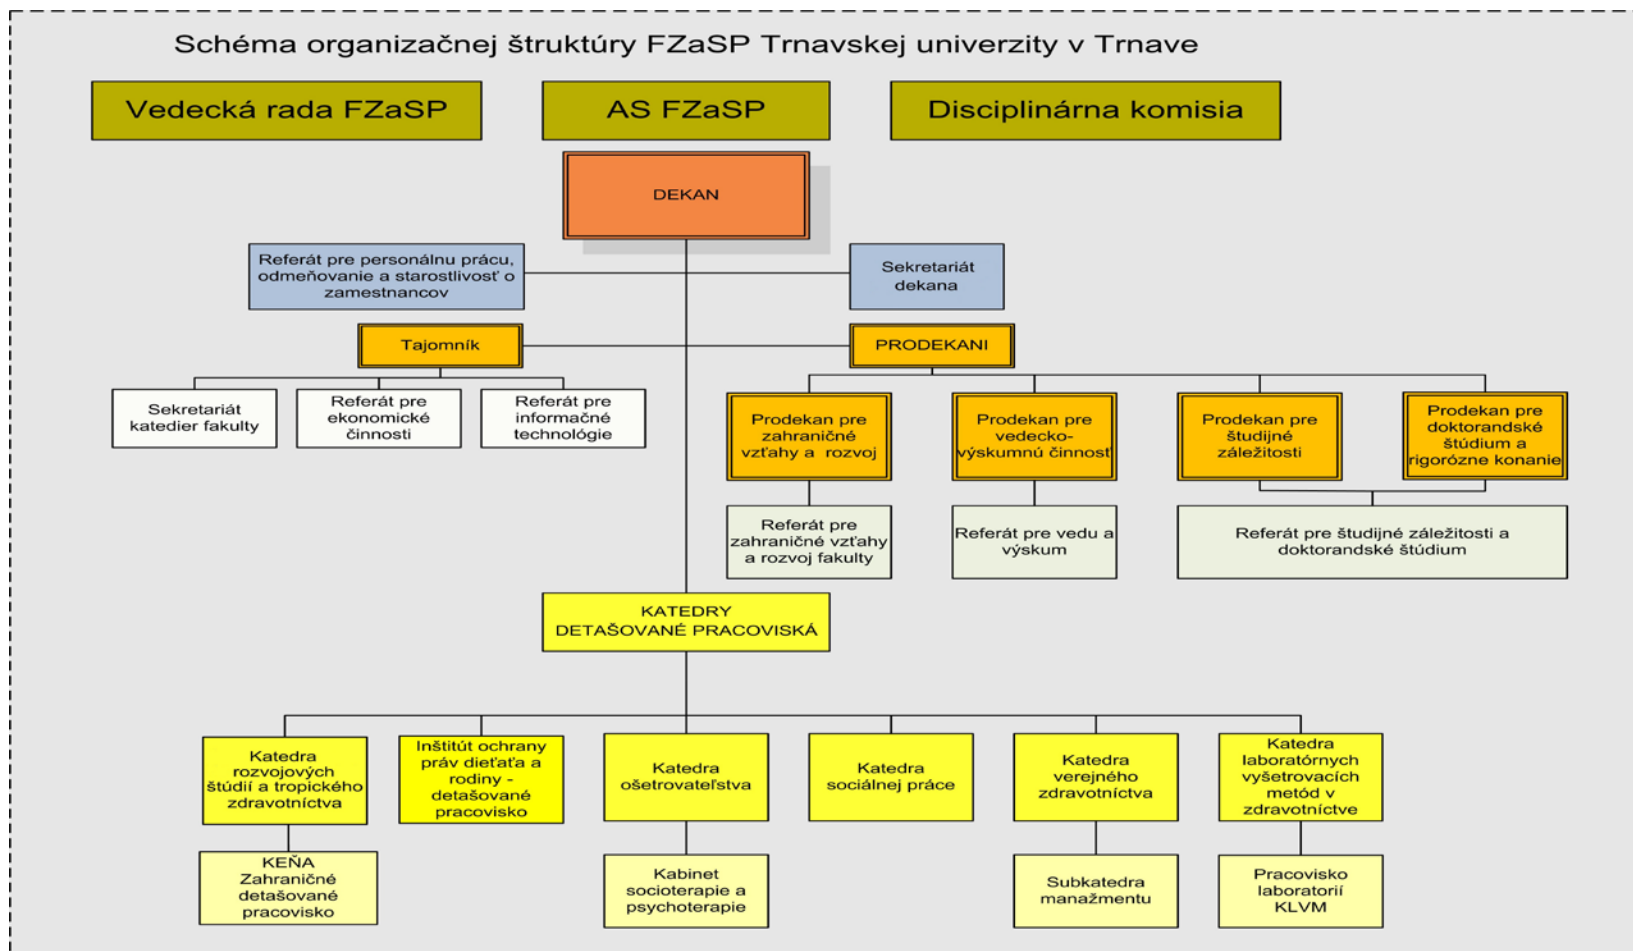 Schéma organizačnej štruktúry FZaSP Trnavskej univerzity v Trnave
Vedecká rada FZaSP
AS FZaSP
Disciplinárna komisia
DEKAN
Referát pre personálnu prácu,
odmeňovanie a starostlivosť o
zamestnancov
Sekretariát
dekana
Tajomník
PRODEKANI
Sekretariát
katedier fakulty
Referát pre
ekonomické
činnosti
Referát pre
informačné
technológie
Prodekan pre
zahraničné
vzťahy a rozvoj
Prodekan pre
vedecko-
výskumnú činnosť
Prodekan pre
študijné
záležitosti
Prodekan pre
doktorandské
štúdium a
rigorózne konanie
Referát pre
zahraničné vzťahy
a rozvoj fakulty
Referát pre vedu a
výskum
Referát pre študijné záležitosti a
doktorandské štúdium
KATEDRY
DETAŠOVANÉ PRACOVISKÁ
Katedra
rozvojových
štúdií a tropického
zdravotníctva
Inštitút ochrany
práv dieťaťa a
rodiny -
detašované
pracovisko
Katedra
ošetrovateľstva
Katedra
sociálnej práce
Katedra
verejného
zdravotníctva
Katedra
laboratórnych
vyšetrovacích
metód v
zdravotníctve
KEŇA
Zahraničné
detašované
pracovisko
Kabinet
socioterapie a
psychoterapie
Subkatedra
manažmentu
Pracovisko
laboratorií
KLVM